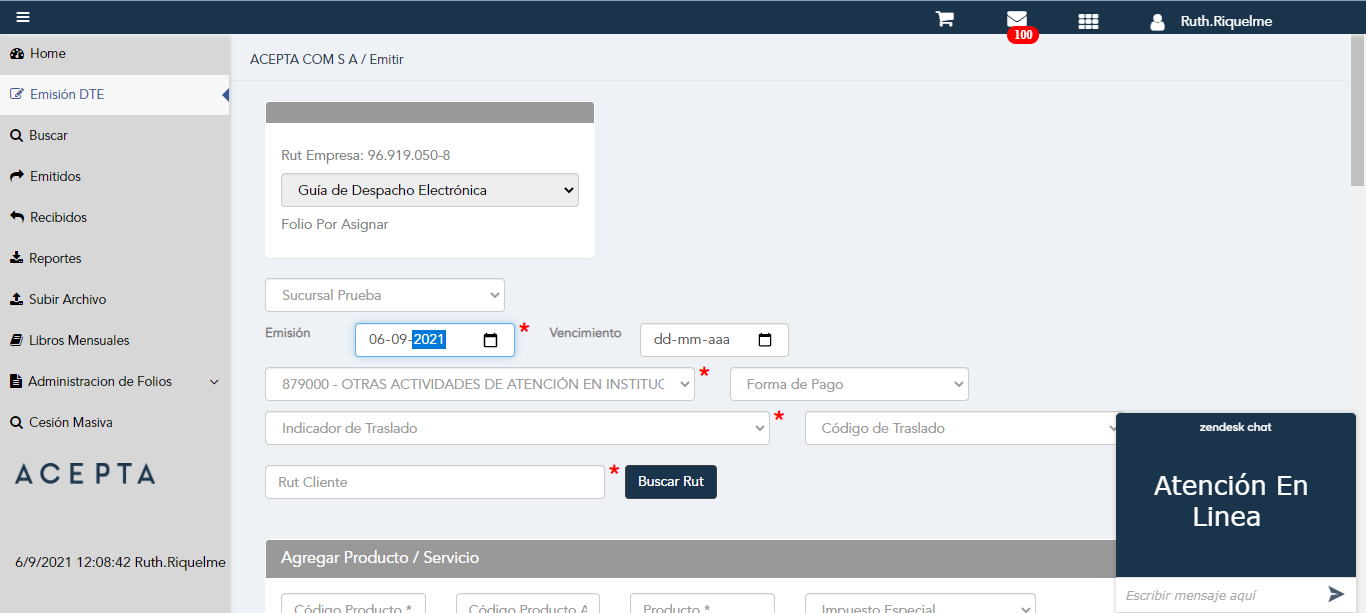 Ruth.Riquelme
100
Home
Emisión DTE
Buscar
Emitidos
Recibidos
Reportes
Subir Archivo
Libros Mensuales
Administracion de Folios
Cesión Masiva
ACEPTA
6/9/2021 12:08:42 Ruth.Riquelme
ACEPTA COM S A / Emitir
Rut Empresa: 96.919.050-8
Guía de Despacho Electrónica
Folio Por Asignar
Sucursal Prueba
Emisión 06-09-2021 * Vencimiento dd-mm-aaa
879000 - OTRAS ACTIVIDADES DE ATENCIÓN EN INSTITUC * Forma de Pago
Indicador de Traslado * Código de Traslado
Rut Cliente * Buscar Rut
Agregar Producto / Servicio
Código Producto * Código Producto A Producto * Impuesto Especial
zendesk chat
Atención En
Linea
Escribir mensaje aquí